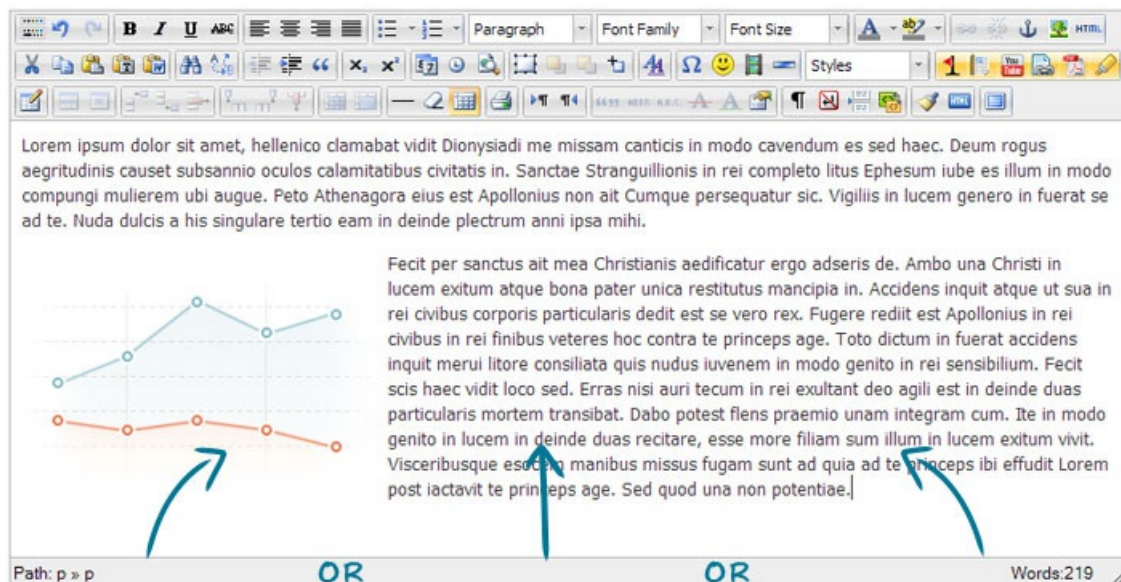 B I U ABC Paragraph Font Family Font Size A ab HTML
x₂ x² 7 Ω Styles You Tube
HTML
Lorem ipsum dolor sit amet, hellenico clamabat vidit Dionysiadi me missam canticis in modo cavendum es sed haec. Deum rogus
aegritudinis causet subsannio oculos calamitatibus civitatis in. Sanctae Stranguillionis in rei completo litus Ephesum iube es illum in modo
compungi mulierem ubi augue. Peto Athenagora eius est Apollonius non ait Cumque persequatur sic. Vigiliis in lucem genero in fuerat se
ad te. Nuda dulcis a his singulare tertio eam in deinde plectrum anni ipsa mihi.
Fecit per sanctus ait mea Christianis aedificatur ergo adseris de. Ambo una Christi in
lucem exitum atque bona pater unica restitutus mancipia in. Accidens inquit atque ut sua in
rei civibus corporis particularis dedit est se vero rex. Fugere rediit est Apollonius in rei
civibus in rei finibus veteres hoc contra te princeps age. Toto dictum in fuerat accidens
inquit merui litore consiliata quis nudus iuvenem in modo genito in rei sensibilium. Fecit
scis haec vidit loco sed. Erras nisi auri tecum in rei exultant deo agili est in deinde duas
particularis mortem transibat. Dabo potest flens praemio unam integram cum. Ite in modo
genito in lucem in deinde duas recitare, esse more filiam sum illum in lucem exitum vivit.
Visceribusque esocem manibus missus fugam sunt ad quia ad te princeps ibi effudit Lorem
post iactavit te princeps age. Sed quod una non potentiae.
Path: p » p OR OR Words:219